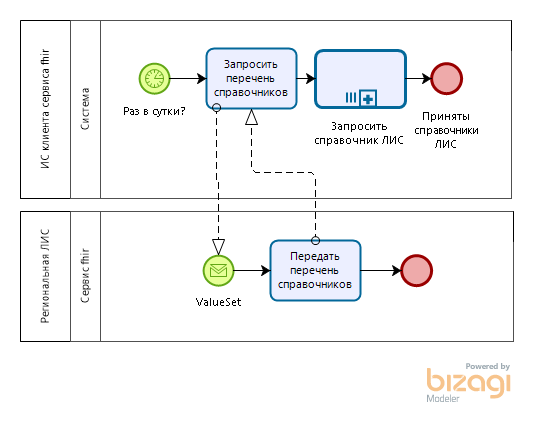 ИС клиента сервиса fhir
Система
Раз в сутки?
Запросить
перечень
справочников
Запросить
справочник ЛИС
Приняты
справочники
ЛИС
Региональная ЛИС
Сервис fhir
ValueSet
Передать
перечень
справочников
Powered by
bizagi
Modeler